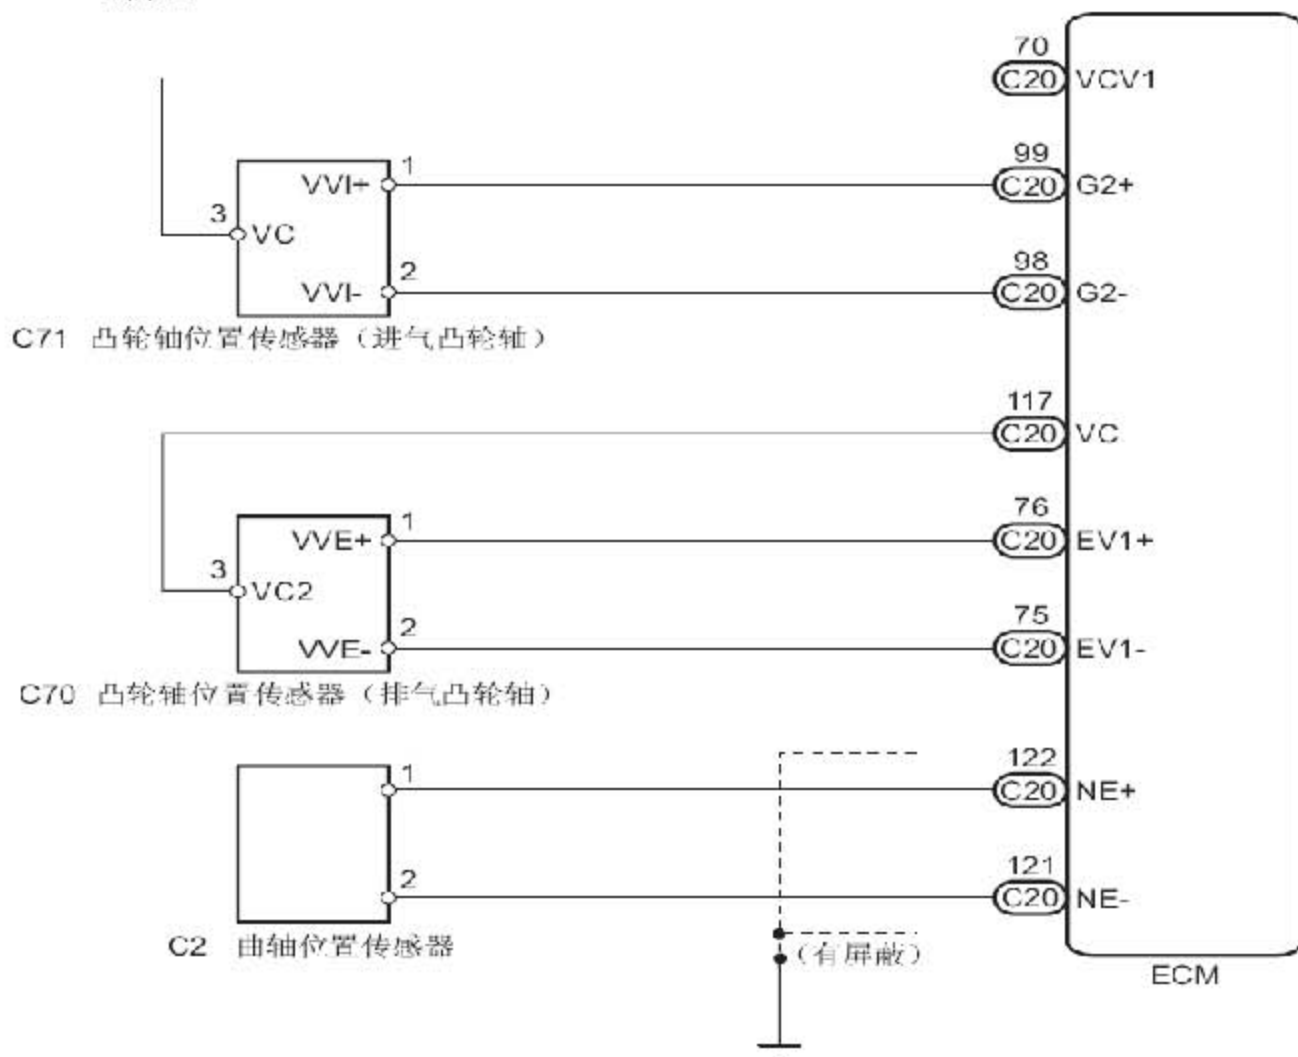 70
C20 VCV1
99
1
VVI+ C20 G2+
3
VC
98
2
VVI- C20 G2-
C71 凸轮轴位置传感器（进气凸轮轴）
117
C20 VC
76
1
VVE+ C20 EV1+
3
VC2
75
2
VVE- C20 EV1-
C70 凸轮轴位置传感器（排气凸轮轴）
122
1
C20 NE+
121
2
C20 NE-
C2 曲轴位置传感器
（有屏蔽）
ECM